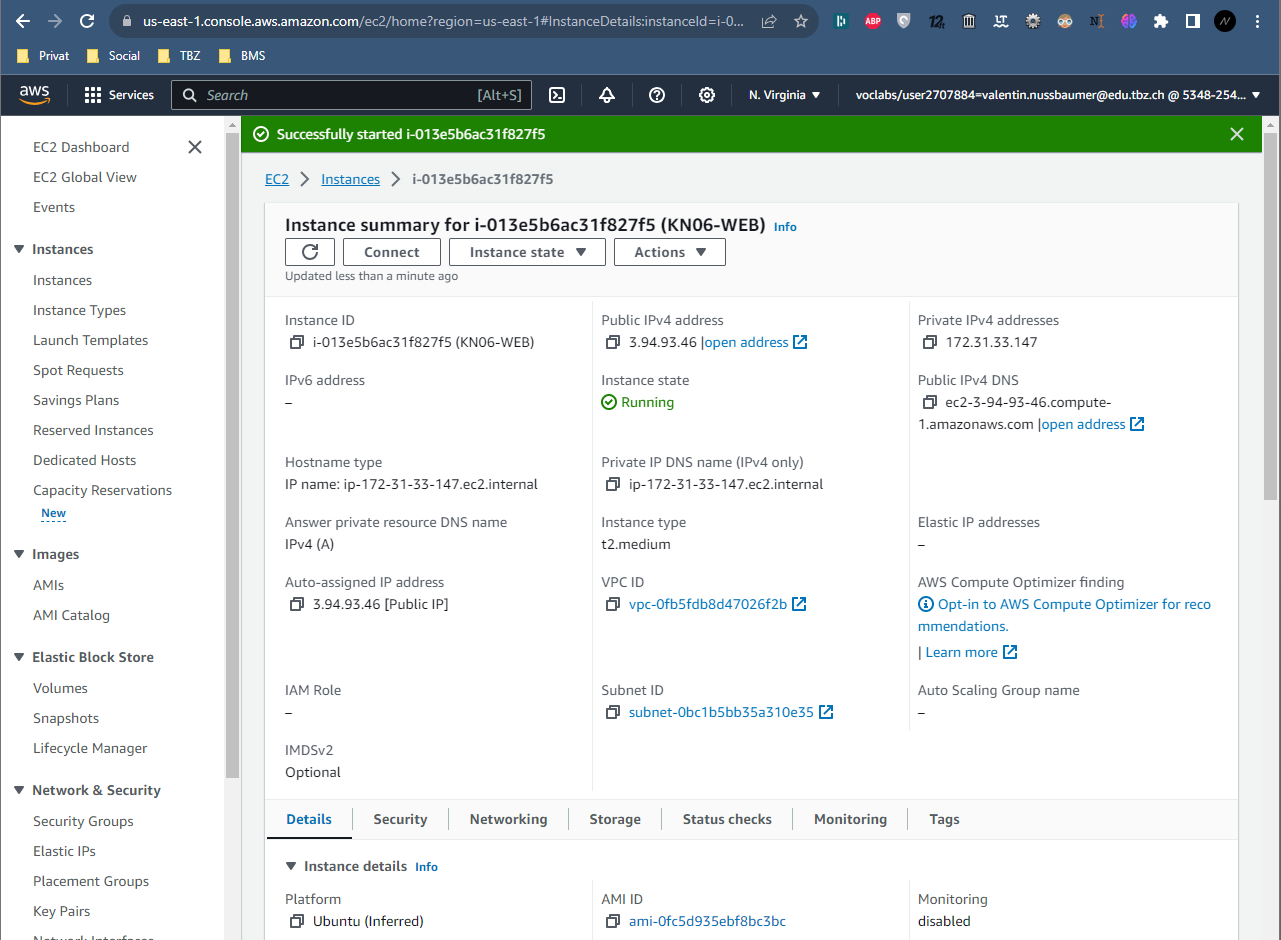 us-east-1.console.aws.amazon.com/ec2/home?region=us-east-1#InstanceDetails:instanceId=i-0...
ABP
Privat Social TBZ BMS
aws Services Search [Alt+S] N. Virginia voclabs/user2707884=valentin.nussbaumer@edu.tbz.ch @ 5348-254...
EC2 Dashboard
EC2 Global View
Events
Instances
Instances
Instance Types
Launch Templates
Spot Requests
Savings Plans
Reserved Instances
Dedicated Hosts
Capacity Reservations
New
Images
AMIs
AMI Catalog
Elastic Block Store
Volumes
Snapshots
Lifecycle Manager
Network & Security
Security Groups
Elastic IPs
Placement Groups
Key Pairs
Network Interfaces
Successfully started i-013e5b6ac31f827f5
EC2 > Instances > i-013e5b6ac31f827f5
Instance summary for i-013e5b6ac31f827f5 (KN06-WEB) Info
Connect Instance state Actions
Updated less than a minute ago
Instance ID
i-013e5b6ac31f827f5 (KN06-WEB)
Public IPv4 address
3.94.93.46 |open address
Private IPv4 addresses
172.31.33.147
IPv6 address
–
Instance state
Running
Public IPv4 DNS
ec2-3-94-93-46.compute-
1.amazonaws.com |open address
Hostname type
IP name: ip-172-31-33-147.ec2.internal
Private IP DNS name (IPv4 only)
ip-172-31-33-147.ec2.internal
Answer private resource DNS name
IPv4 (A)
Instance type
t2.medium
Elastic IP addresses
–
Auto-assigned IP address
3.94.93.46 [Public IP]
VPC ID
vpc-0fb5fdb8d47026f2b
AWS Compute Optimizer finding
Opt-in to AWS Compute Optimizer for reco
mmendations.
| Learn more
IAM Role
–
Subnet ID
subnet-0bc1b5bb35a310e35
Auto Scaling Group name
–
IMDSv2
Optional
Details Security Networking Storage Status checks Monitoring Tags
Instance details Info
Platform
Ubuntu (Inferred)
AMI ID
ami-0fc5d935ebf8bc3bc
Monitoring
disabled